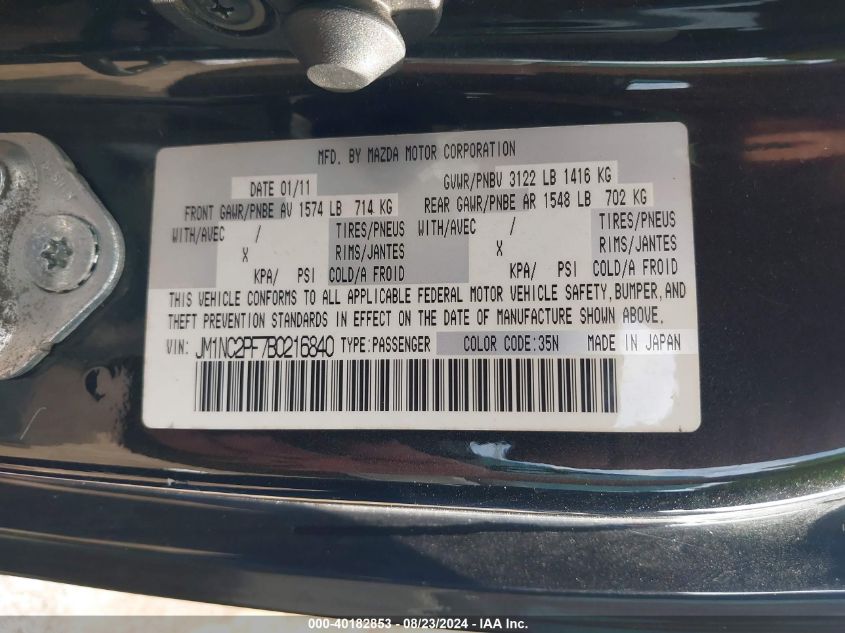 MFD. BY MAZDA MOTOR CORPORATION
DATE 01/11 GVWR/PNBV 3122 LB 1416 KG
FRONT GAWR/PNBE AV 1574 LB 714 KG REAR GAWR/PNBE AR 1548 LB 702 KG
WITH/AVEC / TIRES/PNEUS WITH/AVEC / TIRES/PNEUS
X RIMS/JANTES X RIMS/JANTES
KPA/ PSI COLD/A FROID KPA/ PSI COLD/A FROID
THIS VEHICLE CONFORMS TO ALL APPLICABLE FEDERAL MOTOR VEHICLE SAFETY, BUMPER, AND
THEFT PREVENTION STANDARDS IN EFFECT ON THE DATE OF MANUFACTURE SHOWN ABOVE.
VIN: JM1NC2PF7B0216840 TYPE:PASSENGER COLOR CODE:35N MADE IN JAPAN
000-40182853 - 08/23/2024 - IAA Inc.